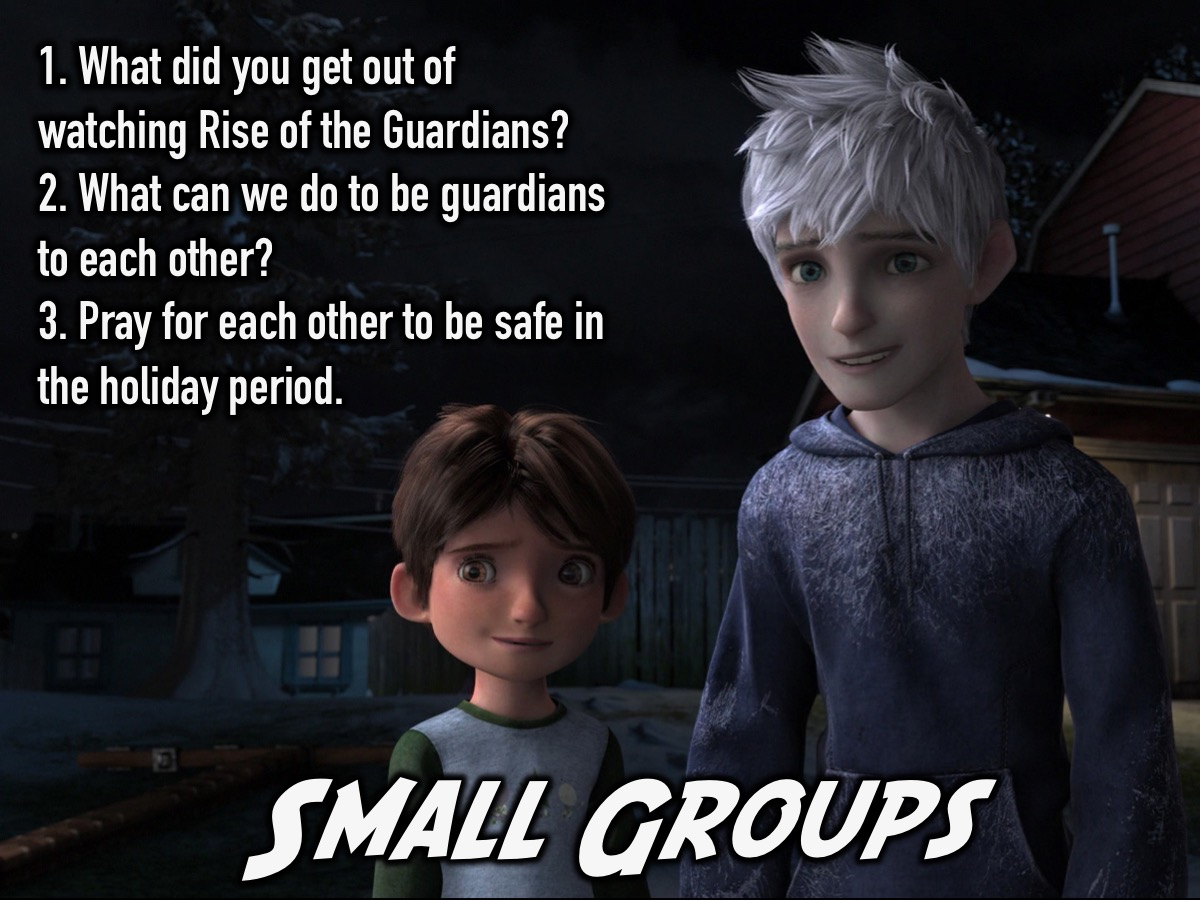 1. What did you get out of
watching Rise of the Guardians?
2. What can we do to be guardians
to each other?
3. Pray for each other to be safe in
the holiday period.
Small Groups